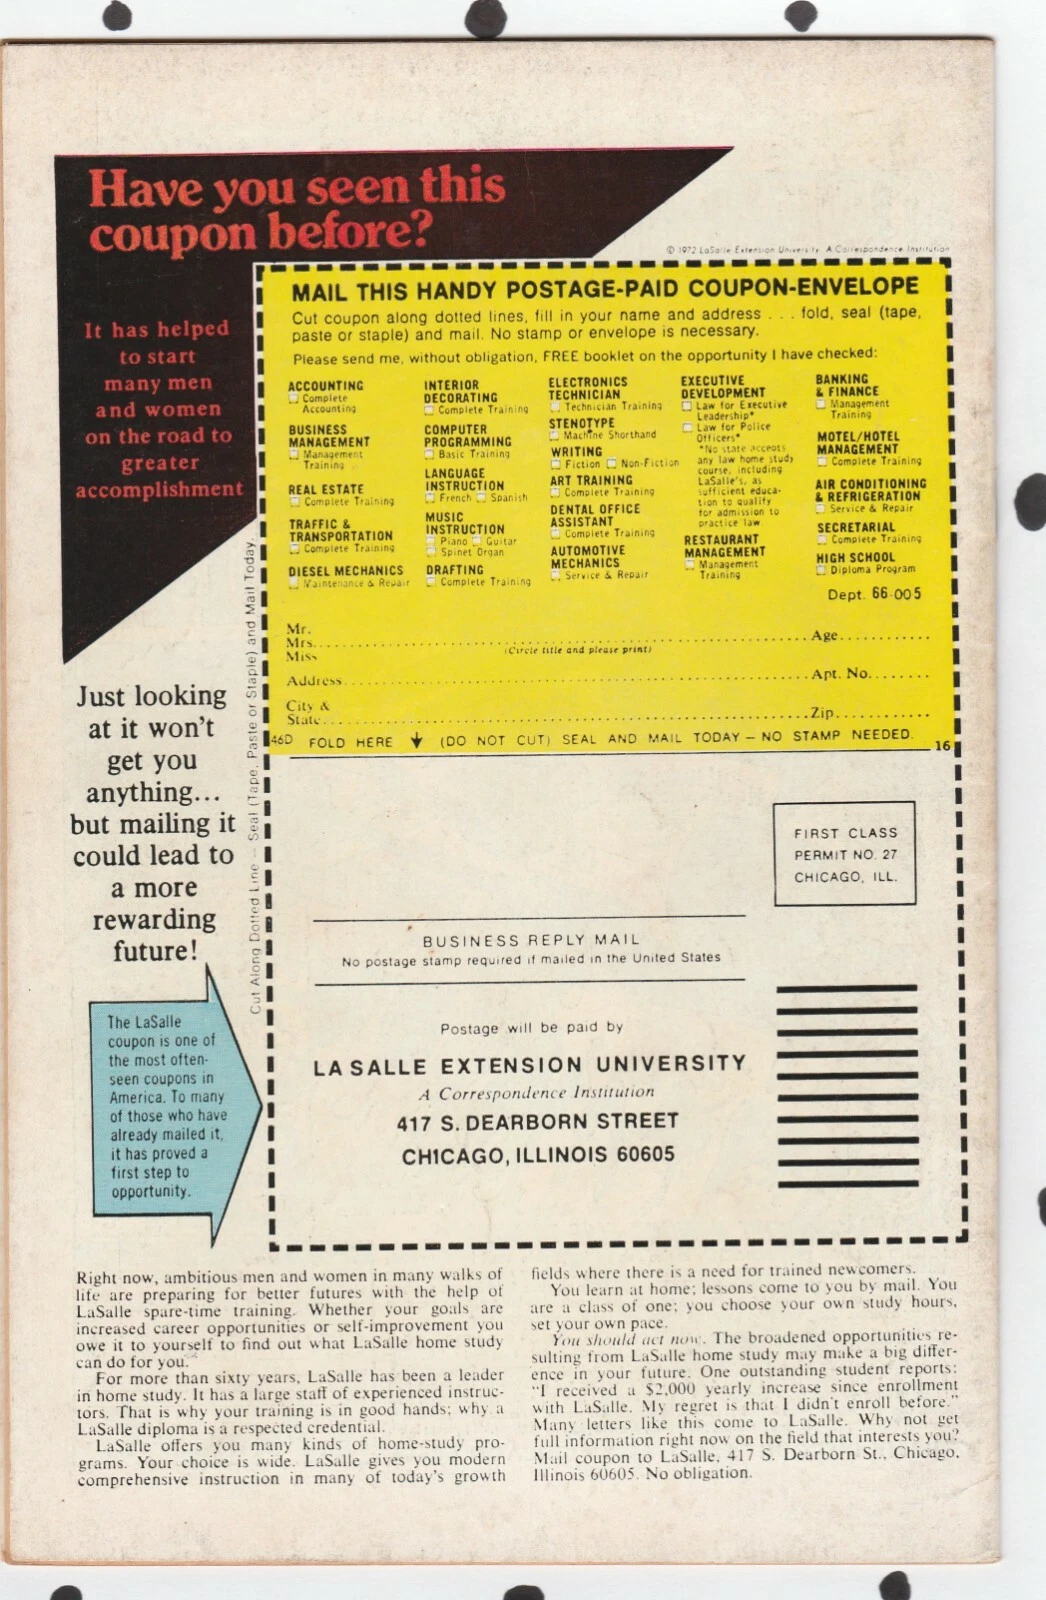 Have you seen this
coupon before?
It has helped
to start
many men
and women
on the road to
greater
accomplishment
© 1972 LaSalle Extension University, A Correspondence Institution
MAIL THIS HANDY POSTAGE-PAID COUPON-ENVELOPE
Cut coupon along dotted lines, fill in your name and address . . . fold, seal (tape,
paste or staple) and mail. No stamp or envelope is necessary.
Please send me, without obligation, FREE booklet on the opportunity I have checked:
ACCOUNTING
Complete
Accounting
BUSINESS
MANAGEMENT
Management
Training
REAL ESTATE
Complete Training
TRAFFIC &
TRANSPORTATION
Complete Training
DIESEL MECHANICS
Maintenance & Repair
INTERIOR
DECORATING
Complete Training
COMPUTER
PROGRAMMING
Basic Training
LANGUAGE
INSTRUCTION
French Spanish
MUSIC
INSTRUCTION
Piano Guitar
Spinet Organ
DRAFTING
Complete Training
ELECTRONICS
TECHNICIAN
Technician Training
STENOTYPE
Machine Shorthand
WRITING
Fiction Non-Fiction
ART TRAINING
Complete Training
DENTAL OFFICE
ASSISTANT
Complete Training
AUTOMOTIVE
MECHANICS
Service & Repair
EXECUTIVE
DEVELOPMENT
Law for Executive
Leadership*
Law for Police
Officers*
*No state accepts
any law home study
course, including
LaSalle's, as
sufficient educa-
tion to qualify
for admission to
practice law
RESTAURANT
MANAGEMENT
Management
Training
BANKING
& FINANCE
Management
Training
MOTEL/HOTEL
MANAGEMENT
Complete Training
AIR CONDITIONING
& REFRIGERATION
Service & Repair
SECRETARIAL
Complete Training
HIGH SCHOOL
Diploma Program
Dept. 66-005
Mr.
Mrs. Age
Miss
(Circle title and please print)
Address Apt. No.
City &
State Zip
46D FOLD HERE (DO NOT CUT) SEAL AND MAIL TODAY – NO STAMP NEEDED. 16
Cut Along Dotted Line – Seal (Tape, Paste or Staple) and Mail Today.
Just looking
at it won't
get you
anything...
but mailing it
could lead to
a more
rewarding
future!
The LaSalle
coupon is one of
the most often-
seen coupons in
America. To many
of those who have
already mailed it,
it has proved a
first step to
opportunity.
FIRST CLASS
PERMIT NO. 27
CHICAGO, ILL.
BUSINESS REPLY MAIL
No postage stamp required if mailed in the United States
Postage will be paid by
LA SALLE EXTENSION UNIVERSITY
A Correspondence Institution
417 S. DEARBORN STREET
CHICAGO, ILLINOIS 60605
Right now, ambitious men and women in many walks of
life are preparing for better futures with the help of
LaSalle spare-time training. Whether your goals are
increased career opportunities or self-improvement you
owe it to yourself to find out what LaSalle home study
can do for you.
For more than sixty years, LaSalle has been a leader
in home study. It has a large staff of experienced instruc-
tors. That is why your training is in good hands; why a
LaSalle diploma is a respected credential.
LaSalle offers you many kinds of home-study pro-
grams. Your choice is wide. LaSalle gives you modern
comprehensive instruction in many of today's growth
fields where there is a need for trained newcomers.
You learn at home; lessons come to you by mail. You
are a class of one; you choose your own study hours,
set your own pace.
You should act now. The broadened opportunities re-
sulting from LaSalle home study may make a big differ-
ence in your future. One outstanding student reports:
"I received a $2,000 yearly increase since enrollment
with LaSalle. My regret is that I didn't enroll before."
Many letters like this come to LaSalle. Why not get
full information right now on the field that interests you?
Mail coupon to LaSalle, 417 S. Dearborn St., Chicago,
Illinois 60605. No obligation.